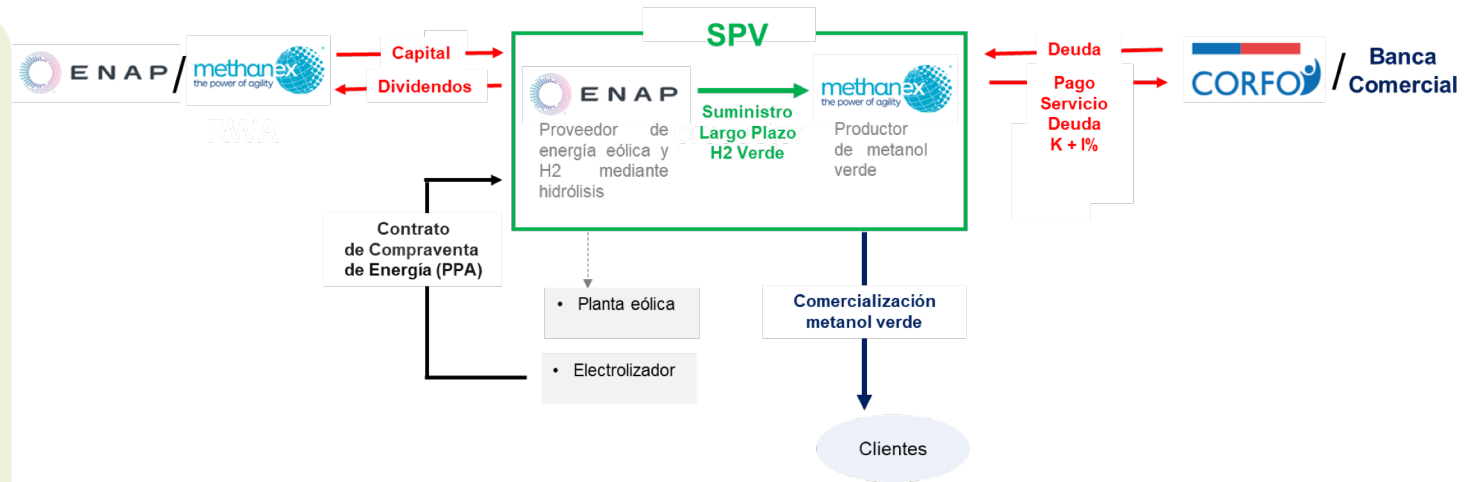 SPV
ENAP
/
methanex
the power of agility
Capital
Dividendos
ENAP
Proveedor de
energía eólica y
H2 mediante
hidrólisis
Suministro
Largo Plazo
H2 Verde
methanex
the power of agility
Productor
de metanol
verde
Deuda
Pago
Servicio
Deuda
K + I%
CORFO
/
Banca
Comercial
Contrato
de Compraventa
de Energía (PPA)
• Planta eólica
• Electrolizador
Comercialización
metanol verde
Clientes